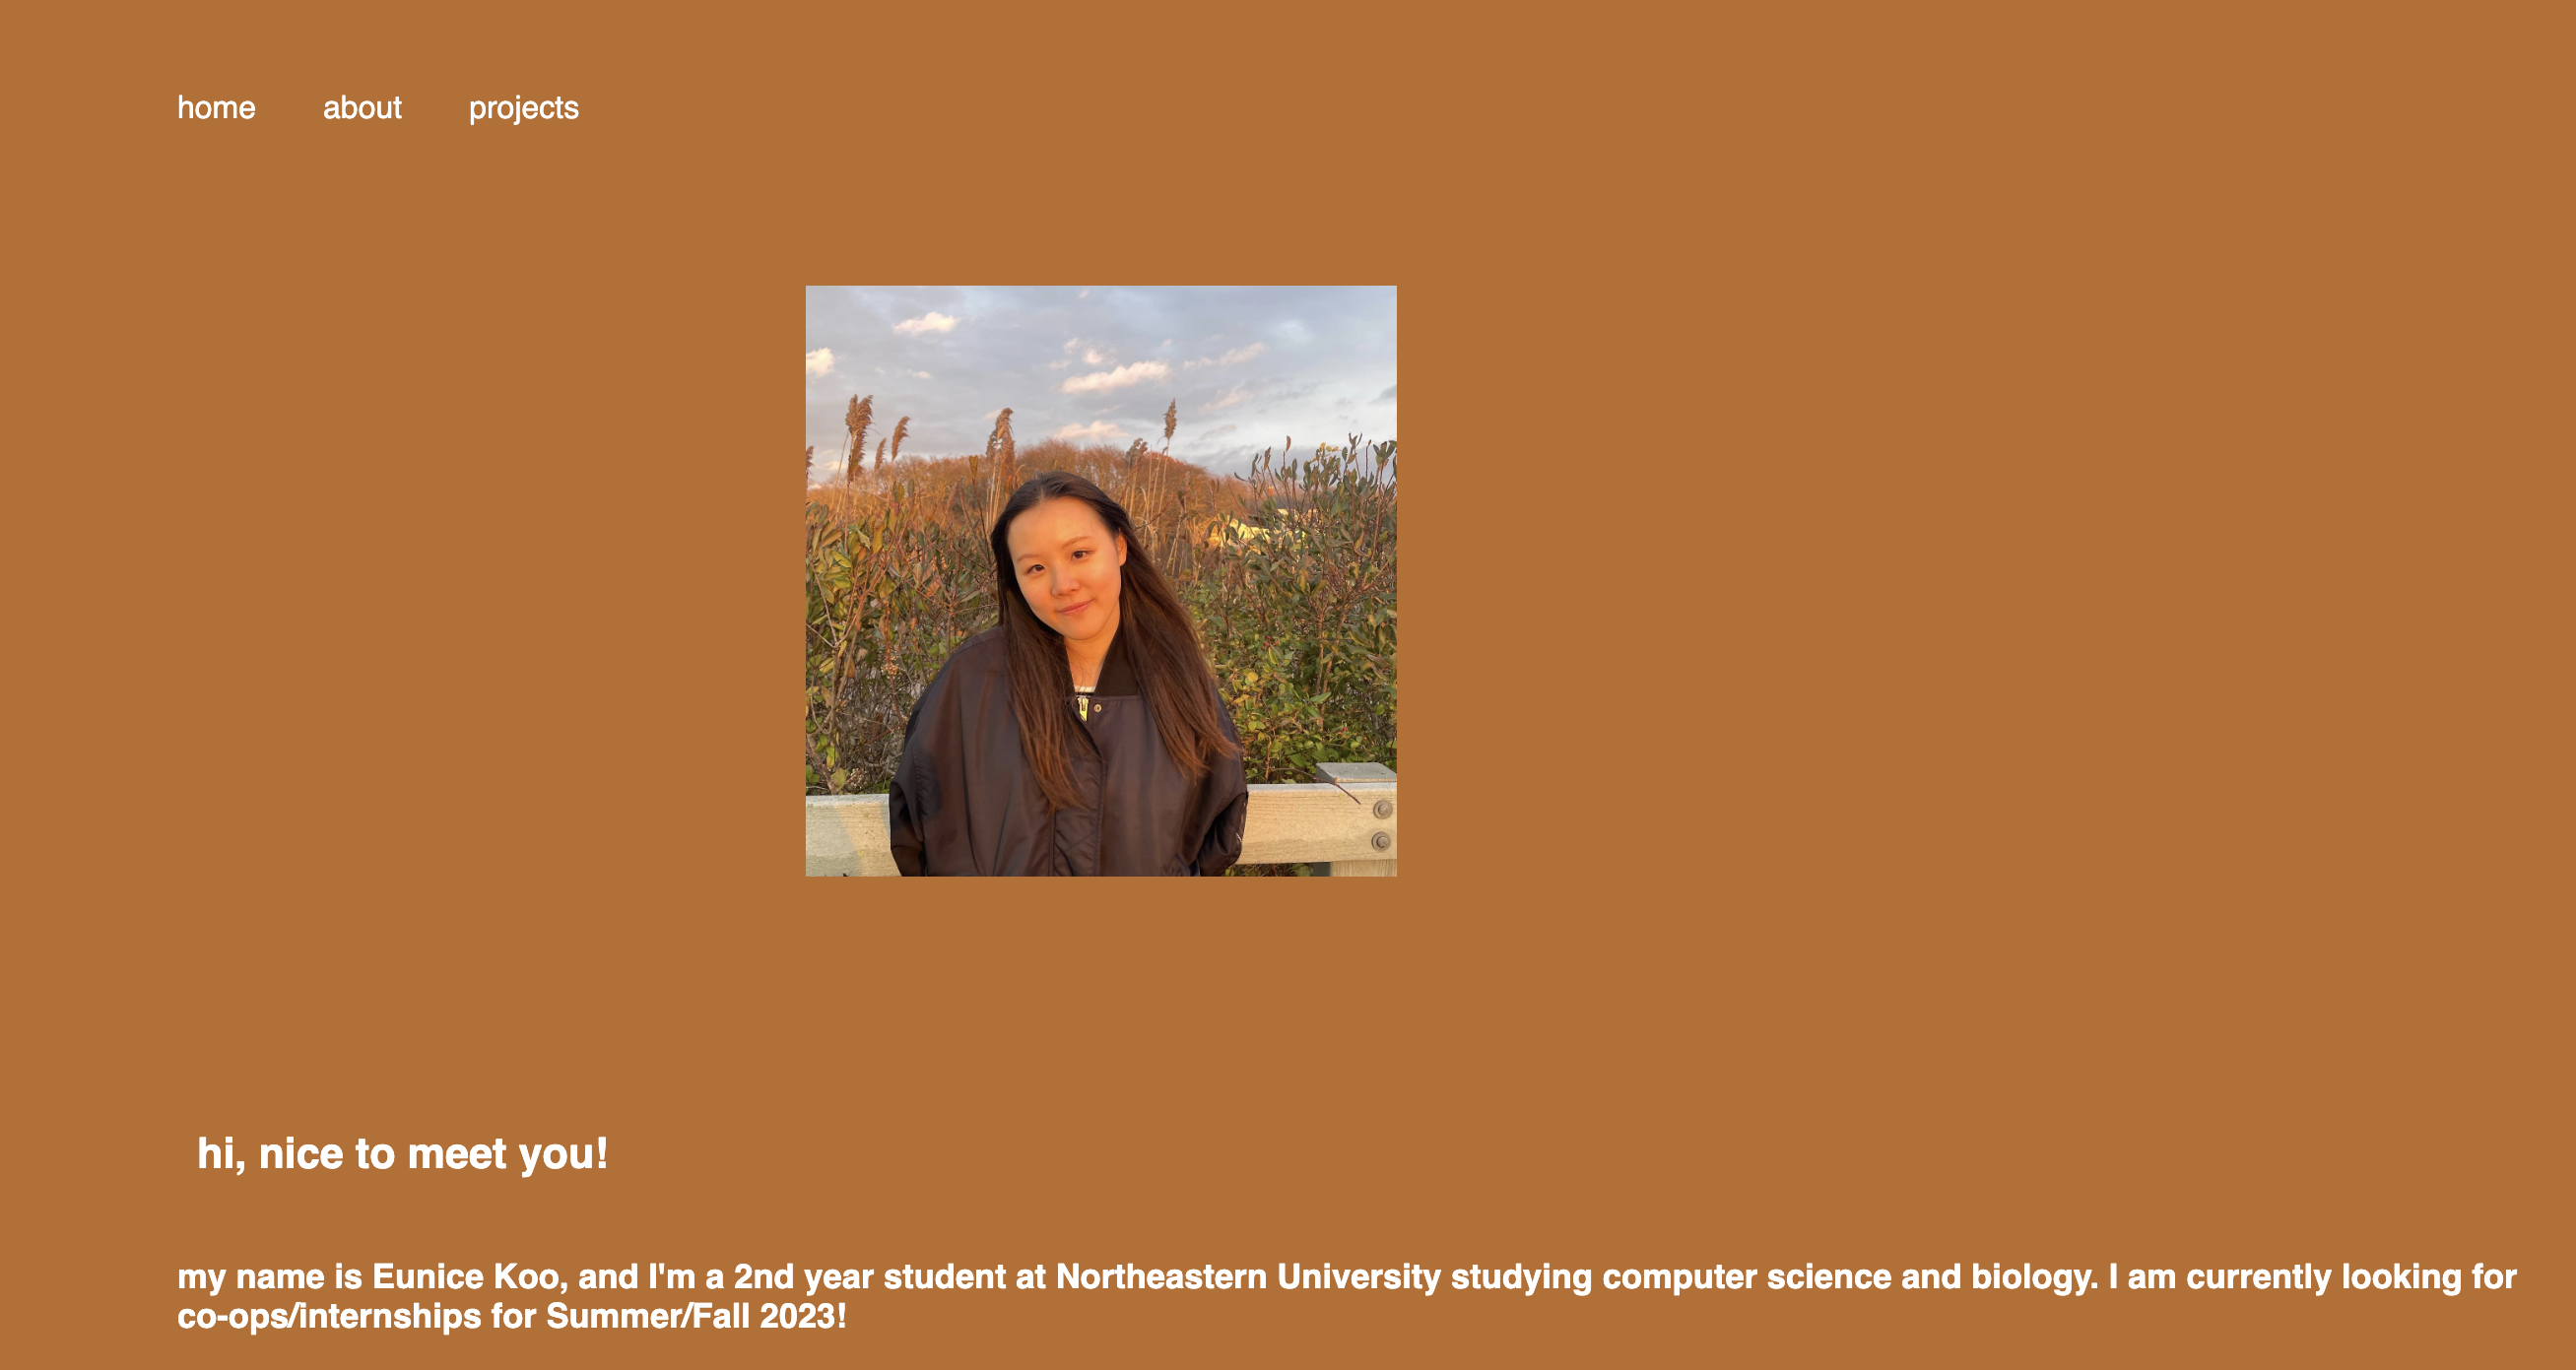 home about projects
hi, nice to meet you!
my name is Eunice Koo, and I'm a 2nd year student at Northeastern University studying computer science and biology. I am currently looking for
co-ops/internships for Summer/Fall 2023!